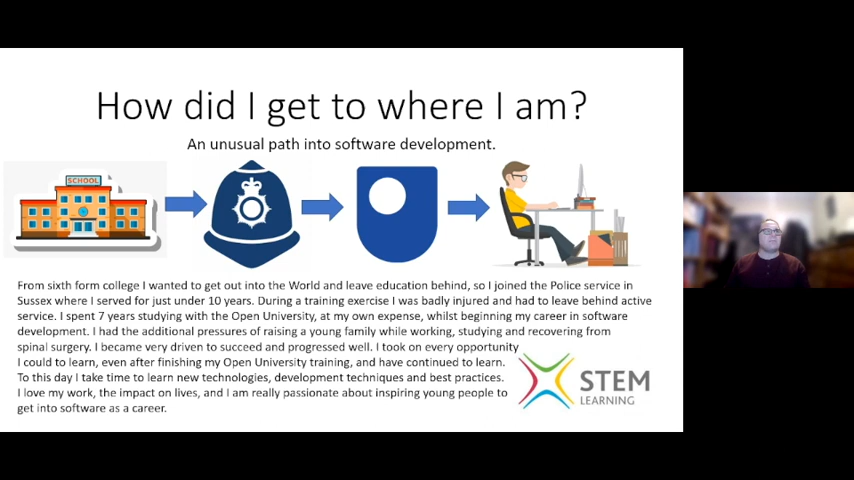 How did I get to where I am?
An unusual path into software development.
SCHOOL
From sixth form college I wanted to get out into the World and leave education behind, so I joined the Police service in
Sussex where I served for just under 10 years. During a training exercise I was badly injured and had to leave behind active
service. I spent 7 years studying with the Open University, at my own expense, whilst beginning my career in software
development. I had the additional pressures of raising a young family while working, studying and recovering from
spinal surgery. I became very driven to succeed and progressed well. I took on every opportunity
I could to learn, even after finishing my Open University training, and have continued to learn.
To this day I take time to learn new technologies, development techniques and best practices.
I love my work, the impact on lives, and I am really passionate about inspiring young people to
get into software as a career.
STEM
LEARNING